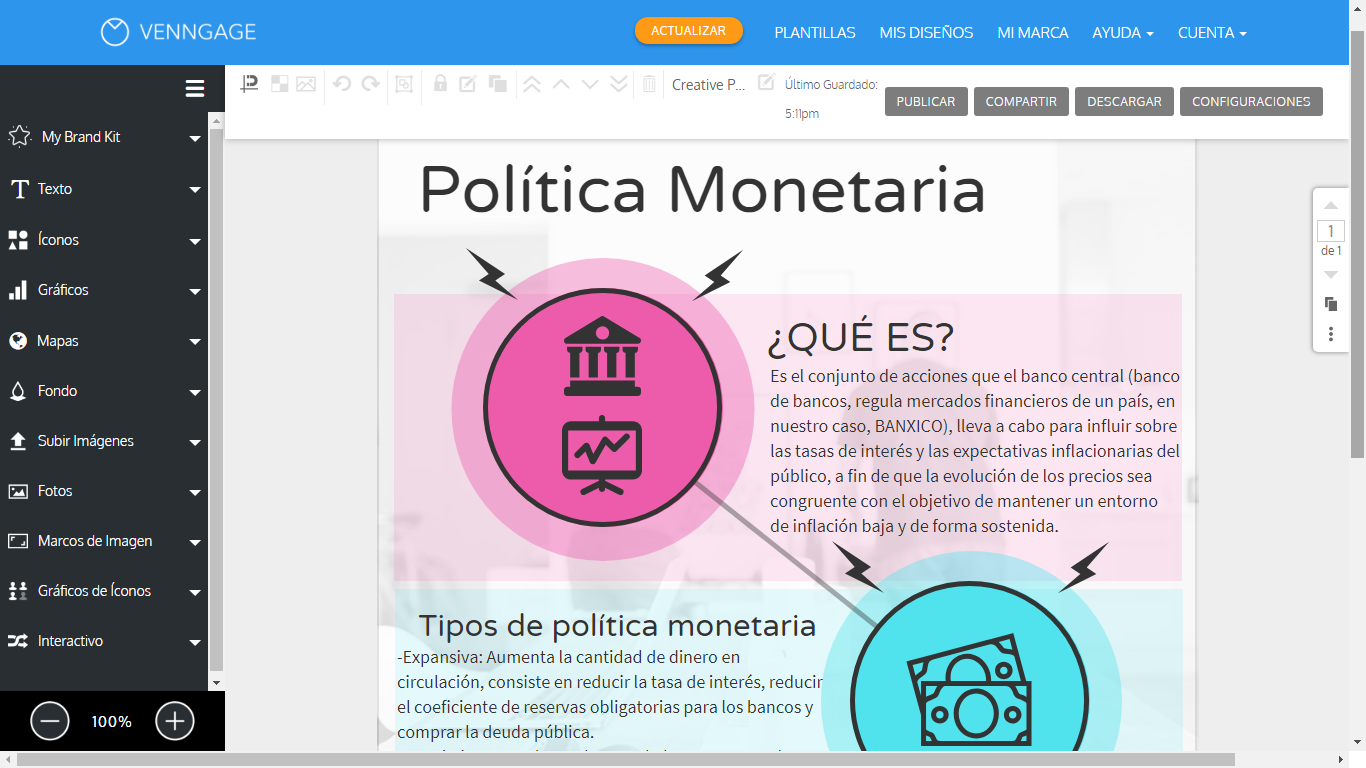 VENNGAGE
ACTUALIZAR
PLANTILLAS
MIS DISEÑOS
MI MARCA
AYUDA
CUENTA
Creative P...
Último Guardado:
5:11pm
PUBLICAR
COMPARTIR
DESCARGAR
CONFIGURACIONES
My Brand Kit
Texto
Íconos
Gráficos
Mapas
Fondo
Subir Imágenes
Fotos
Marcos de Imagen
Gráficos de Íconos
Interactivo
100%
Política Monetaria
¿QUÉ ES?
Es el conjunto de acciones que el banco central (banco
de bancos, regula mercados financieros de un país, en
nuestro caso, BANXICO), lleva a cabo para influir sobre
las tasas de interés y las expectativas inflacionarias del
público, a fin de que la evolución de los precios sea
congruente con el objetivo de mantener un entorno
de inflación baja y de forma sostenida.
Tipos de política monetaria
-Expansiva: Aumenta la cantidad de dinero en
circulación, consiste en reducir la tasa de interés, reducir
el coeficiente de reservas obligatorias para los bancos y
comprar la deuda pública.
1
de 1